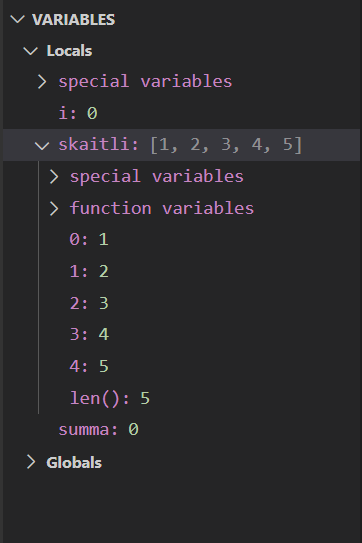 VARIABLES
Locals
special variables
i: 0
skaitli: [1, 2, 3, 4, 5]
special variables
function variables
0: 1
1: 2
2: 3
3: 4
4: 5
len(): 5
summa: 0
Globals